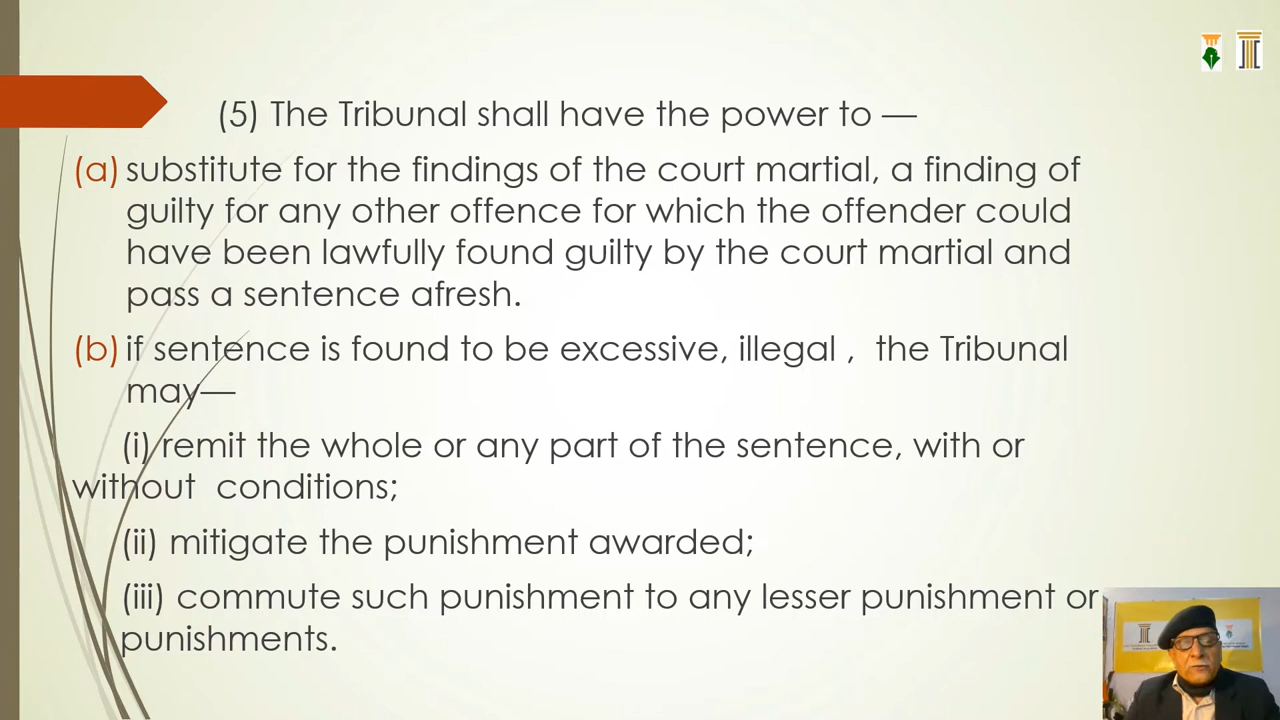 (5) The Tribunal shall have the power to —
(a) substitute for the findings of the court martial, a finding of
guilty for any other offence for which the offender could
have been lawfully found guilty by the court martial and
pass a sentence afresh.
(b) if sentence is found to be excessive, illegal , the Tribunal
may—
(i) remit the whole or any part of the sentence, with or
without conditions;
(ii) mitigate the punishment awarded;
(iii) commute such punishment to any lesser punishment or
punishments.